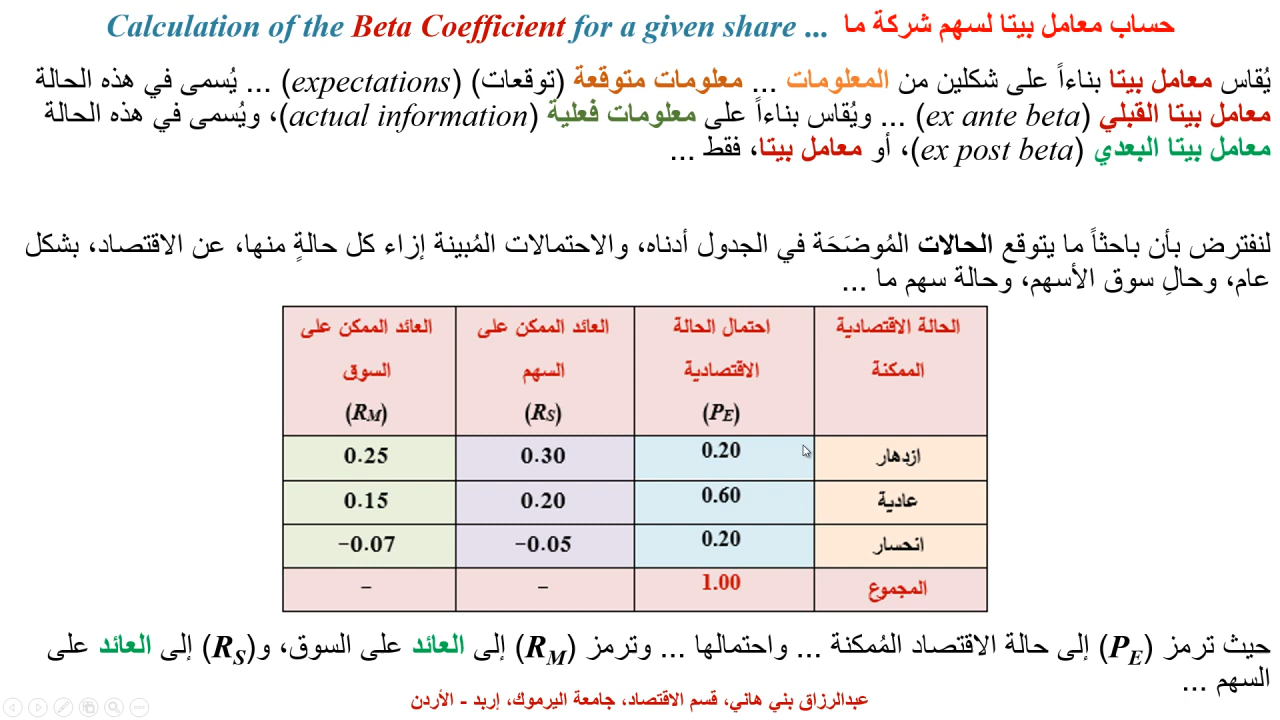 حساب معامل بيتا لسهم شركة ما ... Calculation of the Beta Coefficient for a given share
يُقاس معامل بيتا بناءاً على شكلين من المعلومات ... معلومات متوقعة (توقعات) (expectations) ... يُسمى في هذه الحالة
معامل بيتا القبلي (ex ante beta) ... ويُقاس بناءاً على معلومات فعلية (actual information)، ويُسمى في هذه الحالة
معامل بيتا البعدي (ex post beta)، أو معامل بيتا، فقط ...
لنفترض بأن باحثاً ما يتوقع الحالات المُوضَحَة في الجدول أدناه، والاحتمالات المُبينة إزاء كل حالةٍ منها، عن الاقتصاد، بشكل
عام، وحالِ سوق الأسهم، وحالة سهم ما ...
الحالة الاقتصادية احتمال الحالة العائد الممكن على العائد الممكن على
الممكنة الاقتصادية السهم السوق
(PE) (RS) (RM)
ازدهار 0.20 0.30 0.25
عادية 0.60 0.20 0.15
انحسار 0.20 −0.05 −0.07
المجموع 1.00 – –
حيث ترمز (PE) إلى حالة الاقتصاد المُمكنة ... واحتمالها ... وترمز (RM) إلى العائد على السوق، و(RS) إلى العائد على
السهم ...
عبدالرزاق بني هاني، قسم الاقتصاد، جامعة اليرموك، إربد - الأردن